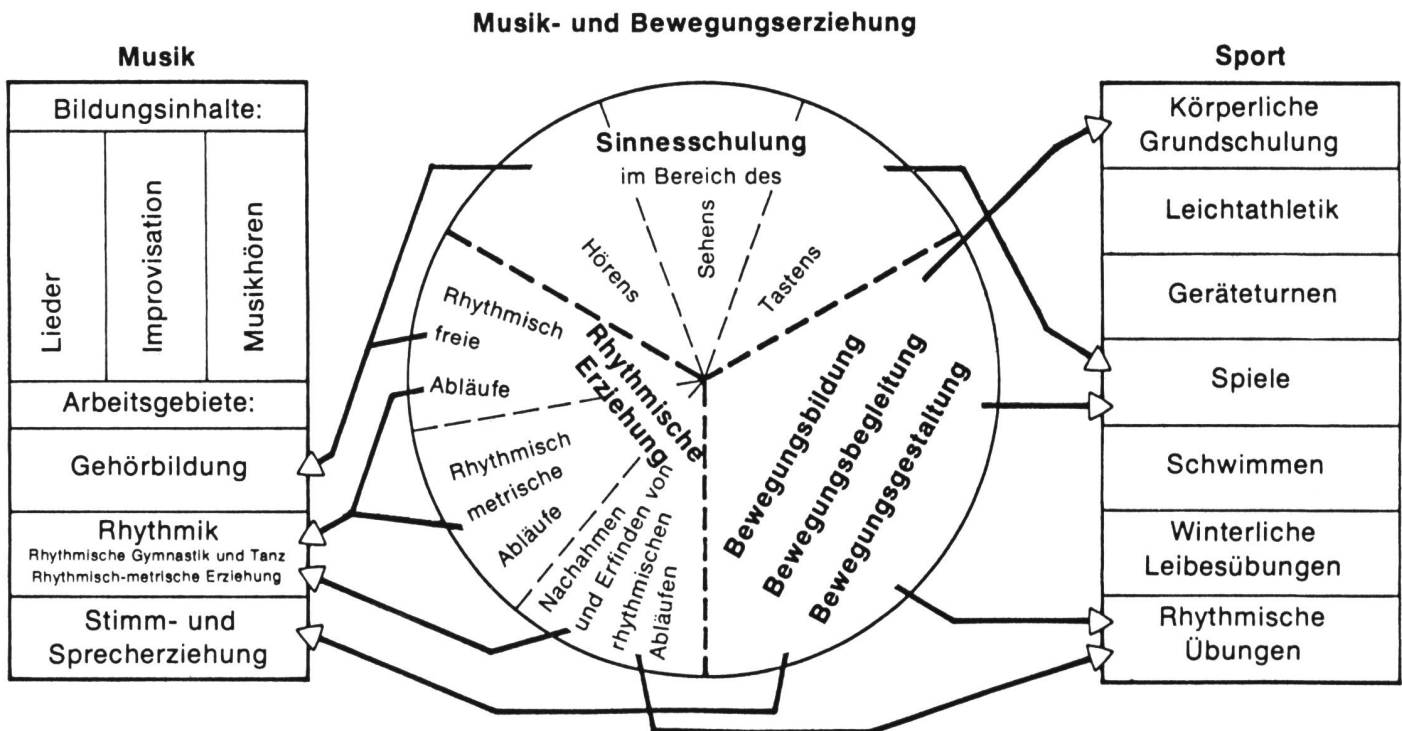 Musik- und Bewegungserziehung
Musik
Bildungsinhalte:
Lieder
Improvisation
Musikhören
Arbeitsgebiete:
Gehörbildung
Rhythmik
Rhythmische Gymnastik und Tanz
Rhythmisch-metrische Erziehung
Stimm- und
Sprecherziehung
Sinnesschulung
im Bereich des
Hörens
Sehens
Tastens
Rhythmische
Erziehung
Rhythmisch
freie
Abläufe
Rhythmisch
metrische
Abläufe
Nachahmen
und Erfinden von
rhythmischen
Abläufen
Bewegungsbildung
Bewegungsbegleitung
Bewegungsgestaltung
Sport
Körperliche
Grundschulung
Leichtathletik
Geräteturnen
Spiele
Schwimmen
Winterliche
Leibesübungen
Rhythmische
Übungen